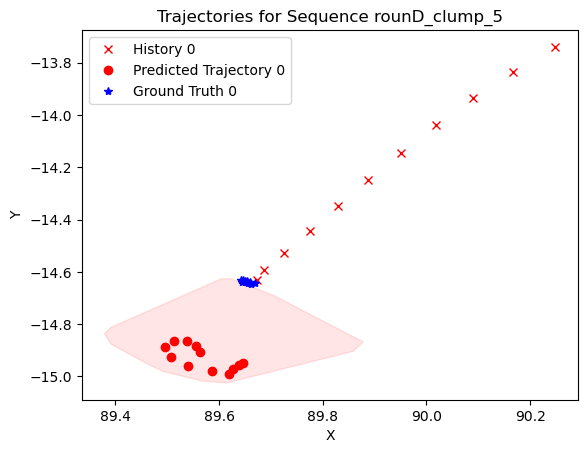 Trajectories for Sequence rounD_clump_5
History 0
Predicted Trajectory 0
Ground Truth 0
Y
−13.8
−14.0
−14.2
−14.4
−14.6
−14.8
−15.0
89.4 89.6 89.8 90.0 90.2
X